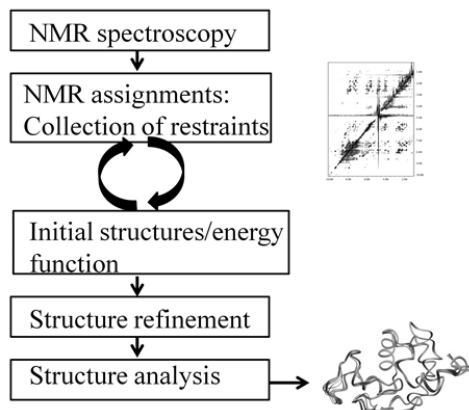 NMR spectroscopy
NMR assignments:
Collection of restraints
Initial structures/energy
function
Structure refinement
Structure analysis